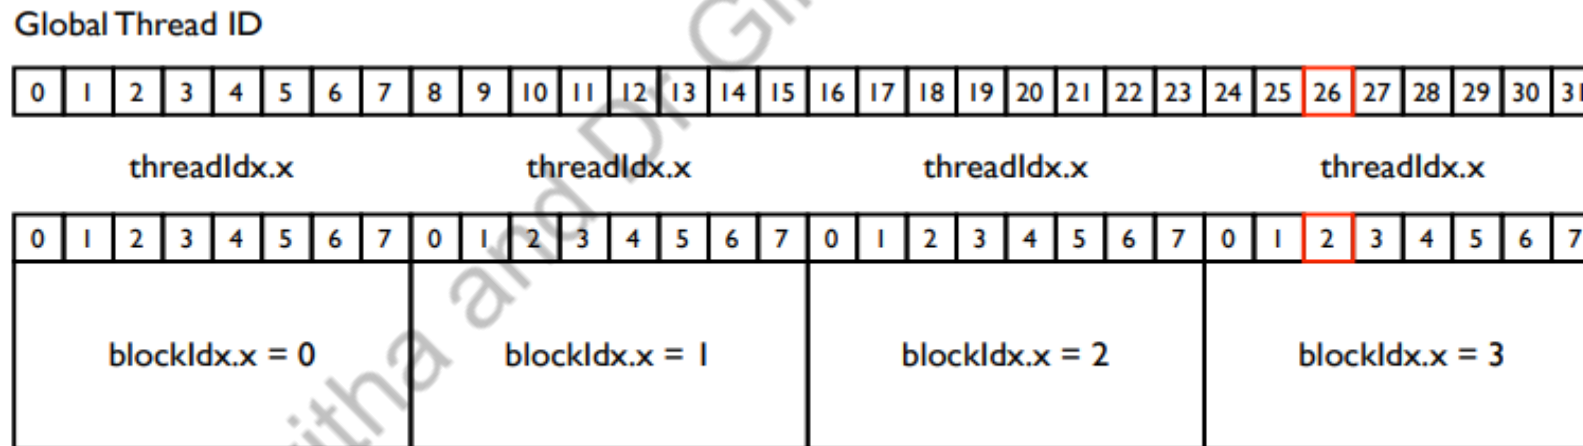 Global Thread ID
0 1 2 3 4 5 6 7 8 9 10 11 12 13 14 15 16 17 18 19 20 21 22 23 24 25 26 27 28 29 30 31
threadIdx.x threadIdx.x threadIdx.x threadIdx.x
0 1 2 3 4 5 6 7 0 1 2 3 4 5 6 7 0 1 2 3 4 5 6 7 0 1 2 3 4 5 6 7
blockIdx.x = 0 blockIdx.x = 1 blockIdx.x = 2 blockIdx.x = 3
and Dr